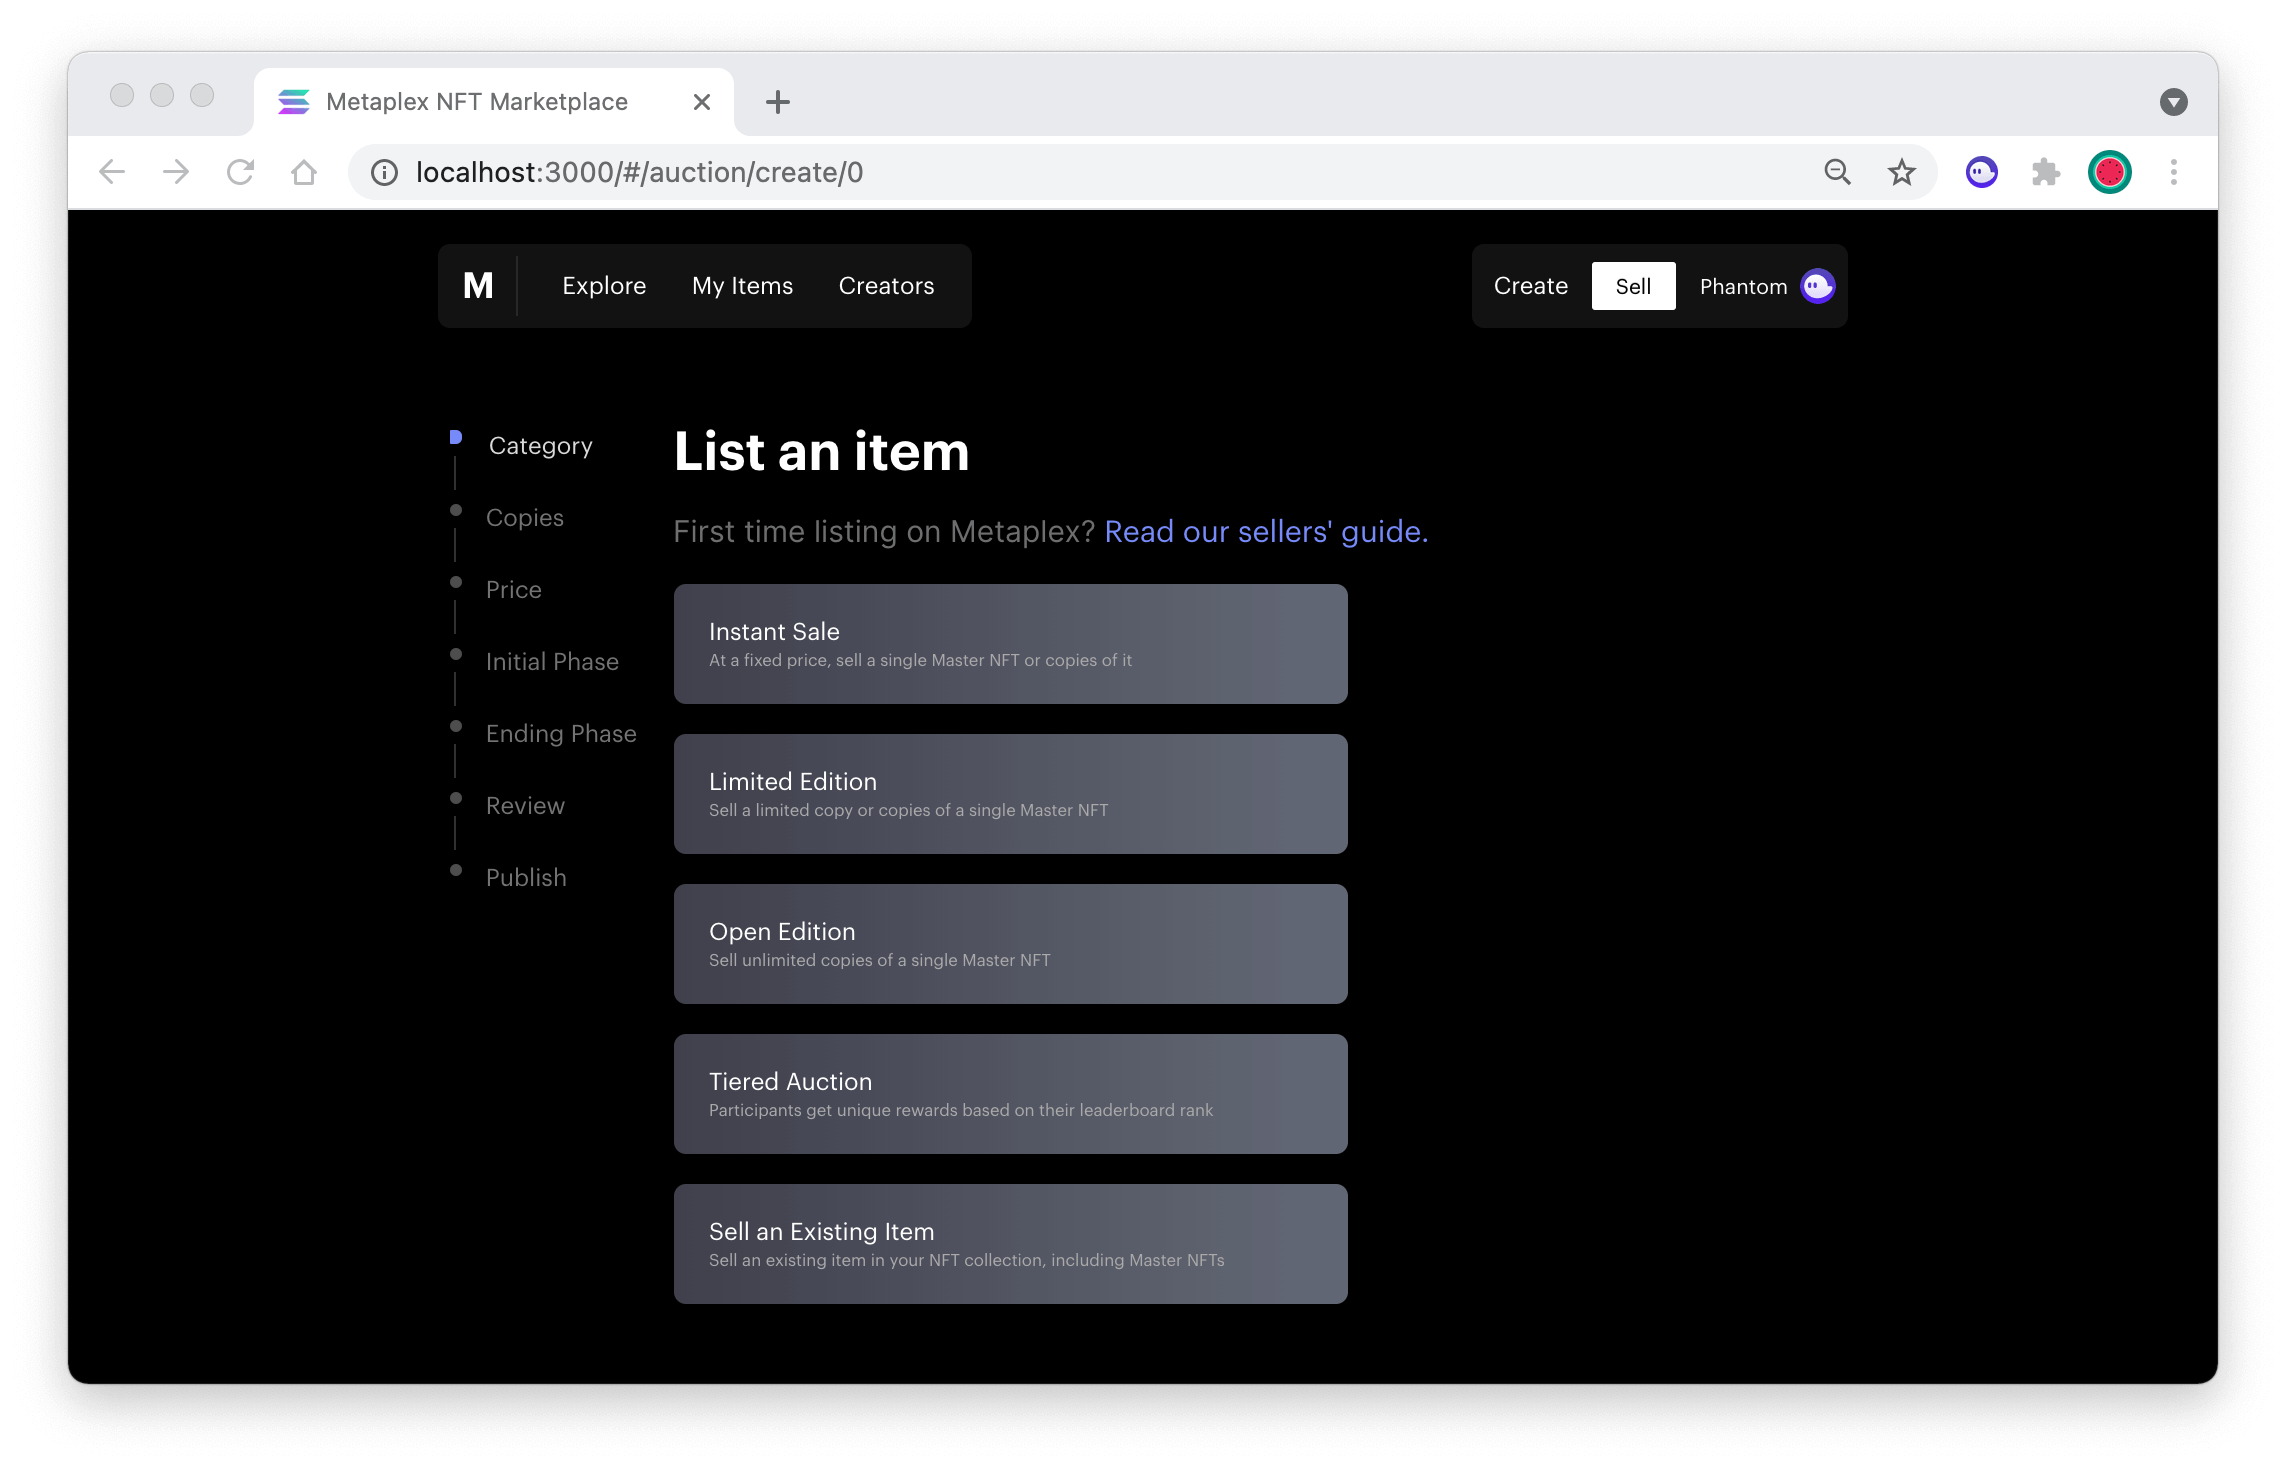 Metaplex NFT Marketplace
localhost:3000/#/auction/create/0
M Explore My Items Creators
Create Sell Phantom
Category
Copies
Price
Initial Phase
Ending Phase
Review
Publish
List an item
First time listing on Metaplex? Read our sellers' guide.
Instant Sale
At a fixed price, sell a single Master NFT or copies of it
Limited Edition
Sell a limited copy or copies of a single Master NFT
Open Edition
Sell unlimited copies of a single Master NFT
Tiered Auction
Participants get unique rewards based on their leaderboard rank
Sell an Existing Item
Sell an existing item in your NFT collection, including Master NFTs